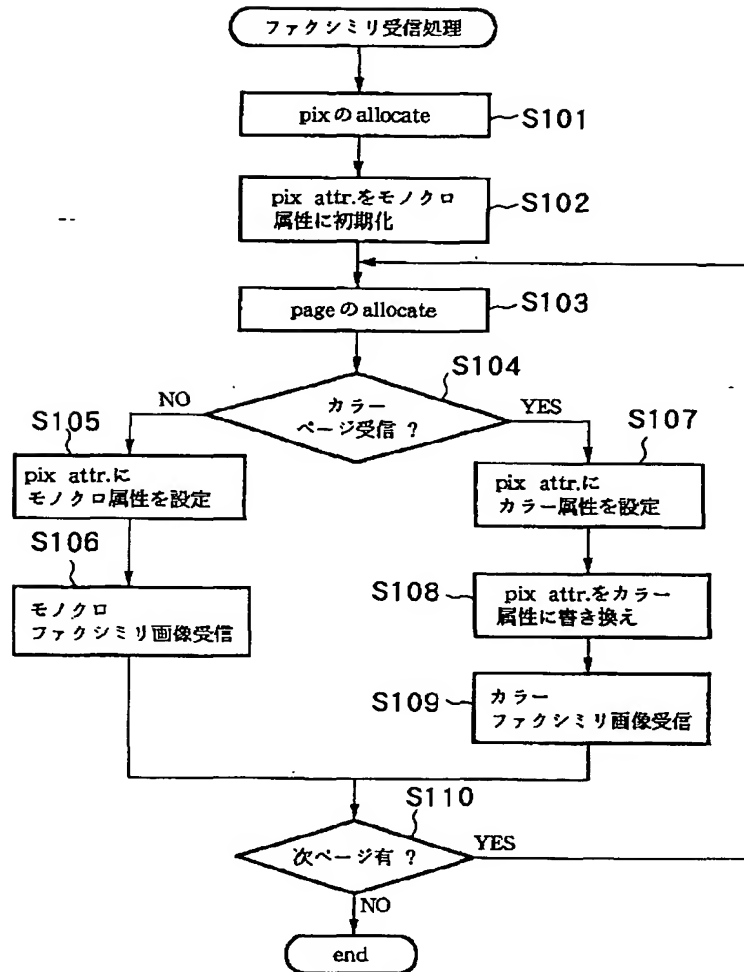 ファクシミリ受信処理
pixのallocate
S101
pix attr.をモノクロ
属性に初期化
S102
pageのallocate
S103
カラー
ページ受信?
S104
NO
YES
S105
pix attr.に
モノクロ属性を設定
S107
pix attr.に
カラー属性を設定
S106
モノクロ
ファクシミリ画像受信
S108
pix attr.をカラー
属性に書き換え
S109
カラー
ファクシミリ画像受信
S110
次ページ有 ?
YES
NO
end